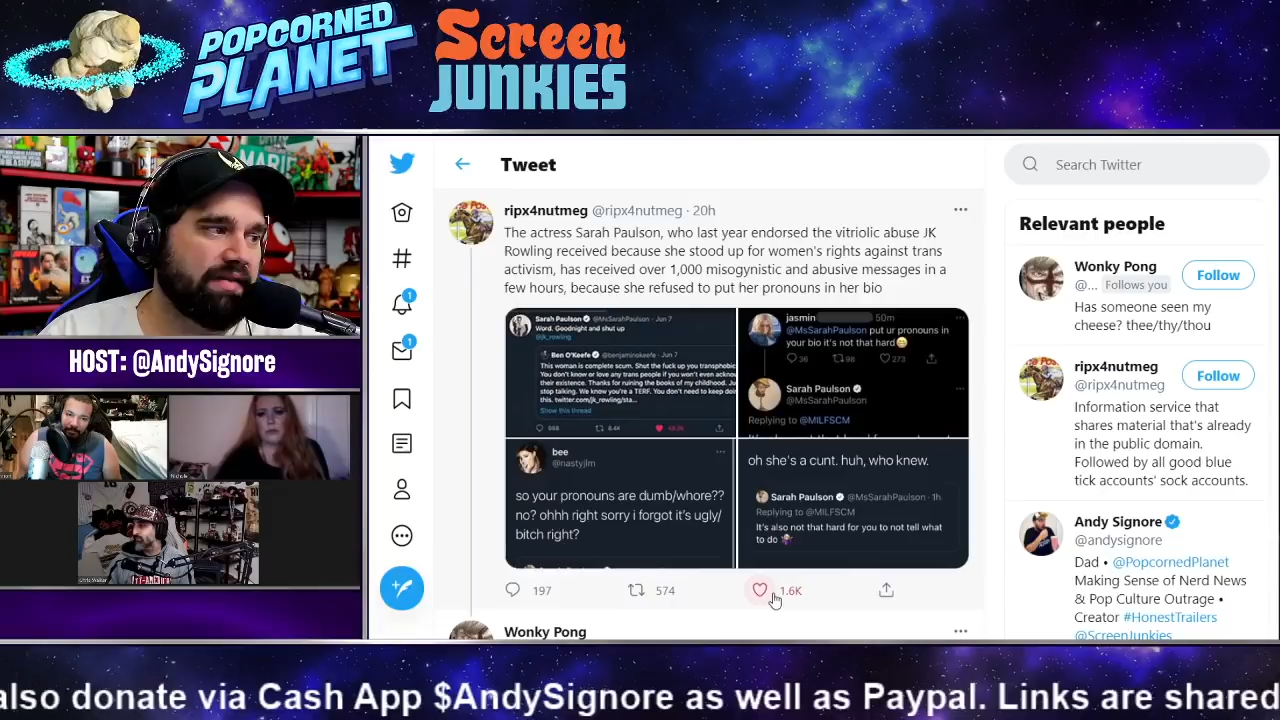 POPCORNED
PLANET
Screen
JUNKIES
HOST: @AndySignore
Tweet
ripx4nutmeg @ripx4nutmeg · 20h
The actress Sarah Paulson, who last year endorsed the vitriolic abuse JK
Rowling received because she stood up for women's rights against trans
activism, has received over 1,000 misogynistic and abusive messages in a
few hours, because she refused to put her pronouns in her bio
Sarah Paulson @MsSarahPaulson · Jun 7
Word. Goodnight and shut up
@jk_rowling
Ben O'Keefe @benjaminokeefe · Jun 7
This woman is complete scum. Shut the fuck up you transphobic
You don't know or love any trans people if you won't even
their existence. Thanks for ruining the books of my childhood.
stop talking. We know you're a TERF. You don't need to keep
this. twitter.com/jk_rowling/sta...
Show this thread
jasmin 50m
@MsSarahPaulson put ur pronouns in
your bio it's not that hard😁
36 98 273
Sarah Paulson
@MsSarahPaulson
Replying to @MILFSCM
bee
@nastyjlm
so your pronouns are dumb/whore??
no? ohhh right sorry i forgot it's ugly/
bitch right?
oh she's a cunt. huh, who knew.
Sarah Paulson @MsSarahPaulson · 1h
Replying to @MILFSCM
It's also not that hard for you to not tell what
to do
197 574 1.6K
Wonky Pong
Search Twitter
Relevant people
Wonky Pong
@... Follows you
Follow
Has someone seen my
cheese? thee/thy/thou
ripx4nutmeg
@ripx4nutmeg
Follow
Information service that
shares material that's already
in the public domain.
Followed by all good blue
tick accounts' sock accounts.
Andy Signore
@andysignore
Dad • @PopcornedPlanet
Making Sense of Nerd News
& Pop Culture Outrage •
Creator #HonestTrailers
@ScreenJunkies
also donate via Cash App $AndySignore as well as Paypal. Links are shared